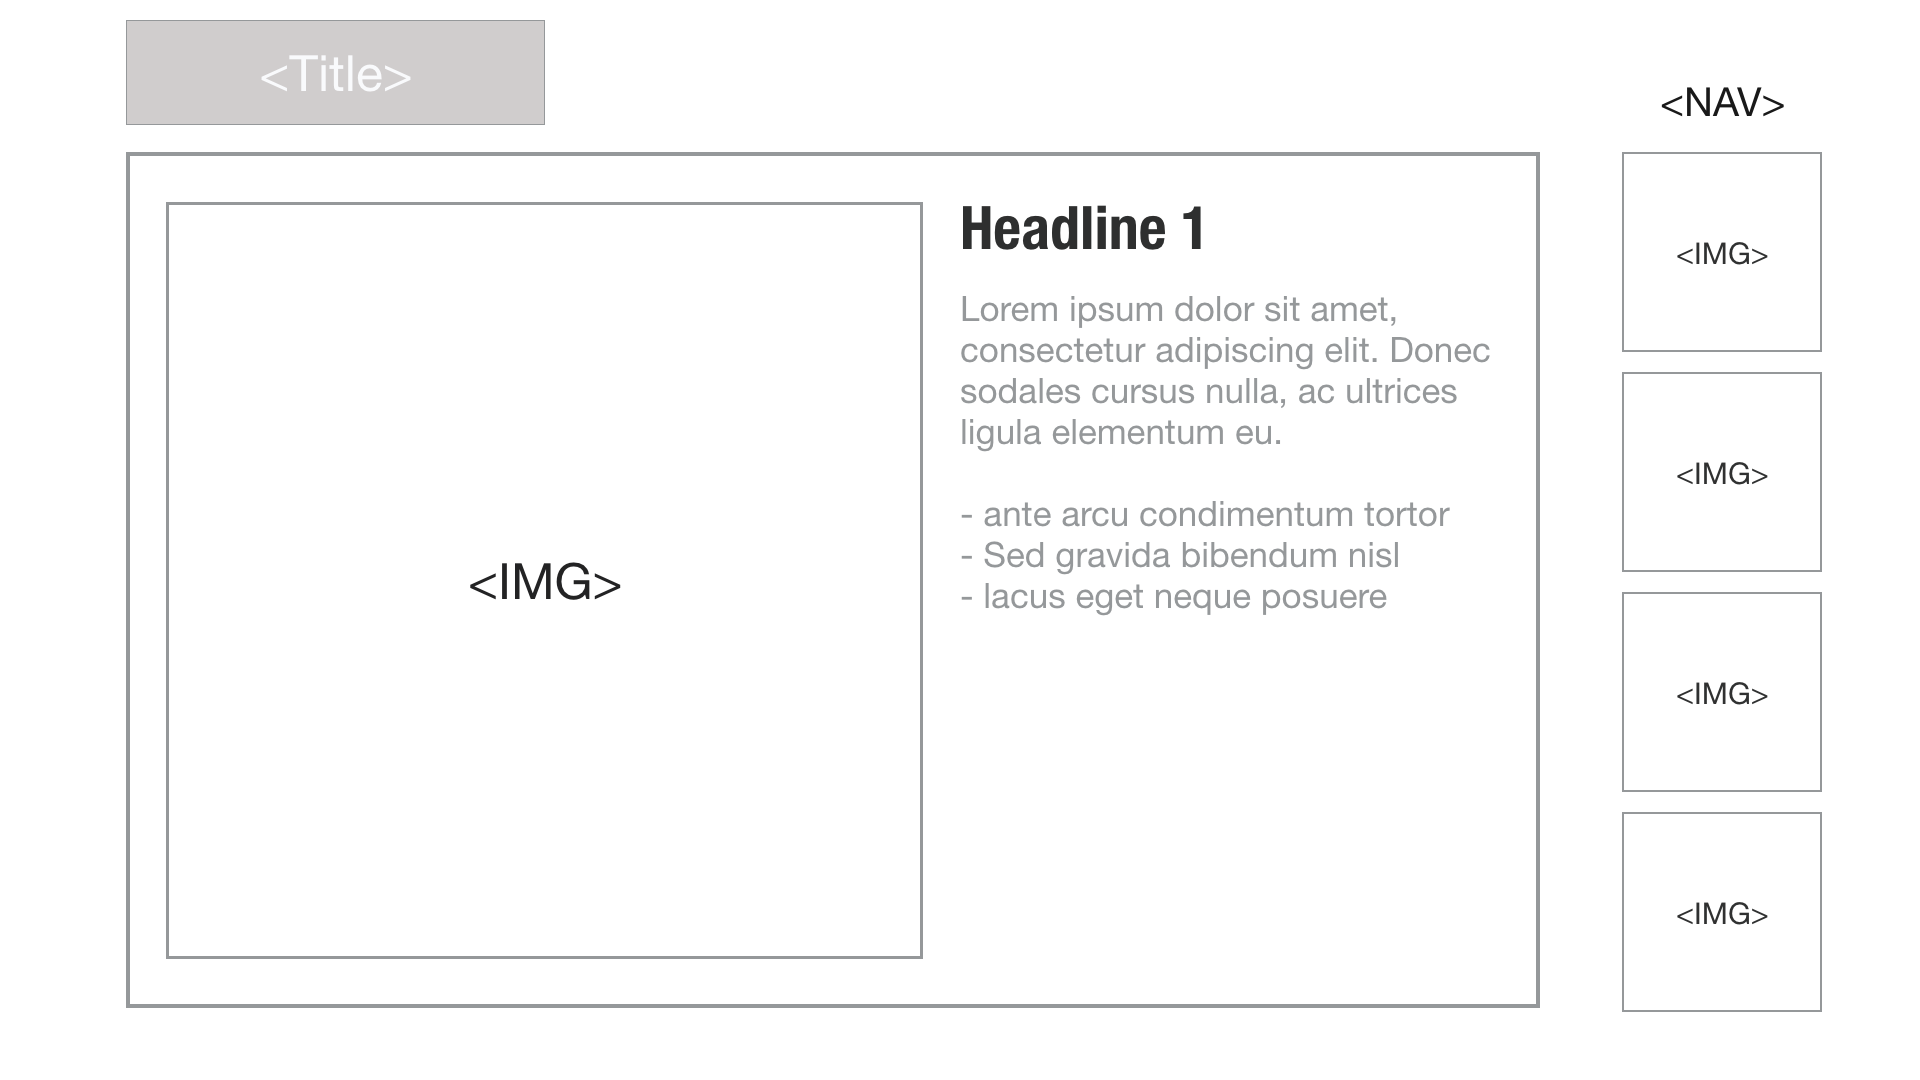 <Title>
<NAV>
<IMG>
Headline 1
Lorem ipsum dolor sit amet,
consectetur adipiscing elit. Donec
sodales cursus nulla, ac ultrices
ligula elementum eu.
- ante arcu condimentum tortor
- Sed gravida bibendum nisl
- lacus eget neque posuere
<IMG>
<IMG>
<IMG>
<IMG>